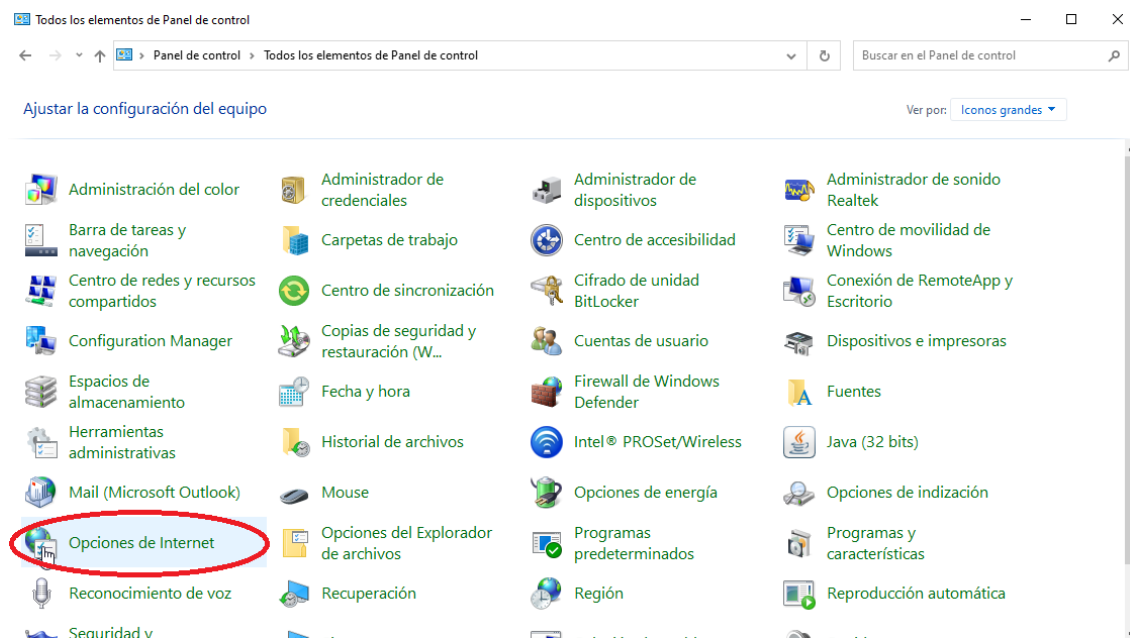 Todos los elementos de Panel de control
Panel de control > Todos los elementos de Panel de control
Buscar en el Panel de control
Ajustar la configuración del equipo
Ver por: Iconos grandes
Administración del color
Administrador de
credenciales
Administrador de
dispositivos
Administrador de sonido
Realtek
Barra de tareas y
navegación
Carpetas de trabajo
Centro de accesibilidad
Centro de movilidad de
Windows
Centro de redes y recursos
compartidos
Centro de sincronización
Cifrado de unidad
BitLocker
Conexión de RemoteApp y
Escritorio
Configuration Manager
Copias de seguridad y
restauración (W...
Cuentas de usuario
Dispositivos e impresoras
Espacios de
almacenamiento
Fecha y hora
Firewall de Windows
Defender
Fuentes
Herramientas
administrativas
Historial de archivos
Intel® PROSet/Wireless
Java (32 bits)
Mail (Microsoft Outlook)
Mouse
Opciones de energía
Opciones de indización
Opciones de Internet
Opciones del Explorador
de archivos
Programas
predeterminados
Programas y
características
Reconocimiento de voz
Recuperación
Región
Reproducción automática
Seguridad y